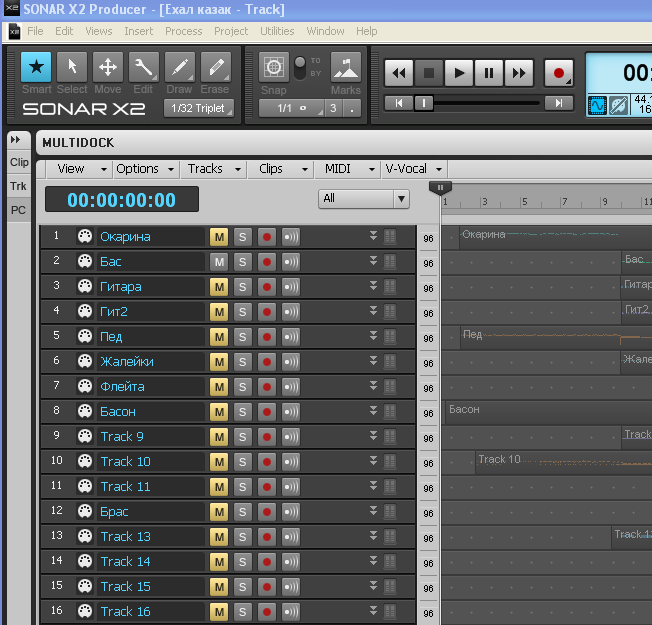 X2 SONAR X2 Producer - [Ехал казак - Track]
File Edit Views Insert Process Project Utilities Window Help
Smart Select Move Edit Draw Erase
SONAR X2 1/32 Triplet
TO
BY
Snap Marks
1/1 3 .
00:
44.1
16
Clip
Trk
PC
MULTIDOCK
View Options Tracks Clips MIDI V-Vocal
00:00:00:00 All
1 3 5 7 9 11
1 Окарина M S 96 Окарина
2 Бас M S 96 Бас
3 Гитара M S 96 Гитар
4 Гит2 M S 96 Гит2
5 Пед M S 96 Пед
6 Жалейки M S 96 Жале
7 Флейта M S 96
8 Басон M S 96 Басон
9 Track 9 M S 96 Track
10 Track 10 M S 96 Track 10
11 Track 11 M S 96
12 Брас M S 96
13 Track 13 M S 96 Track 1
14 Track 14 M S 96
15 Track 15 M S 96
16 Track 16 M S 96